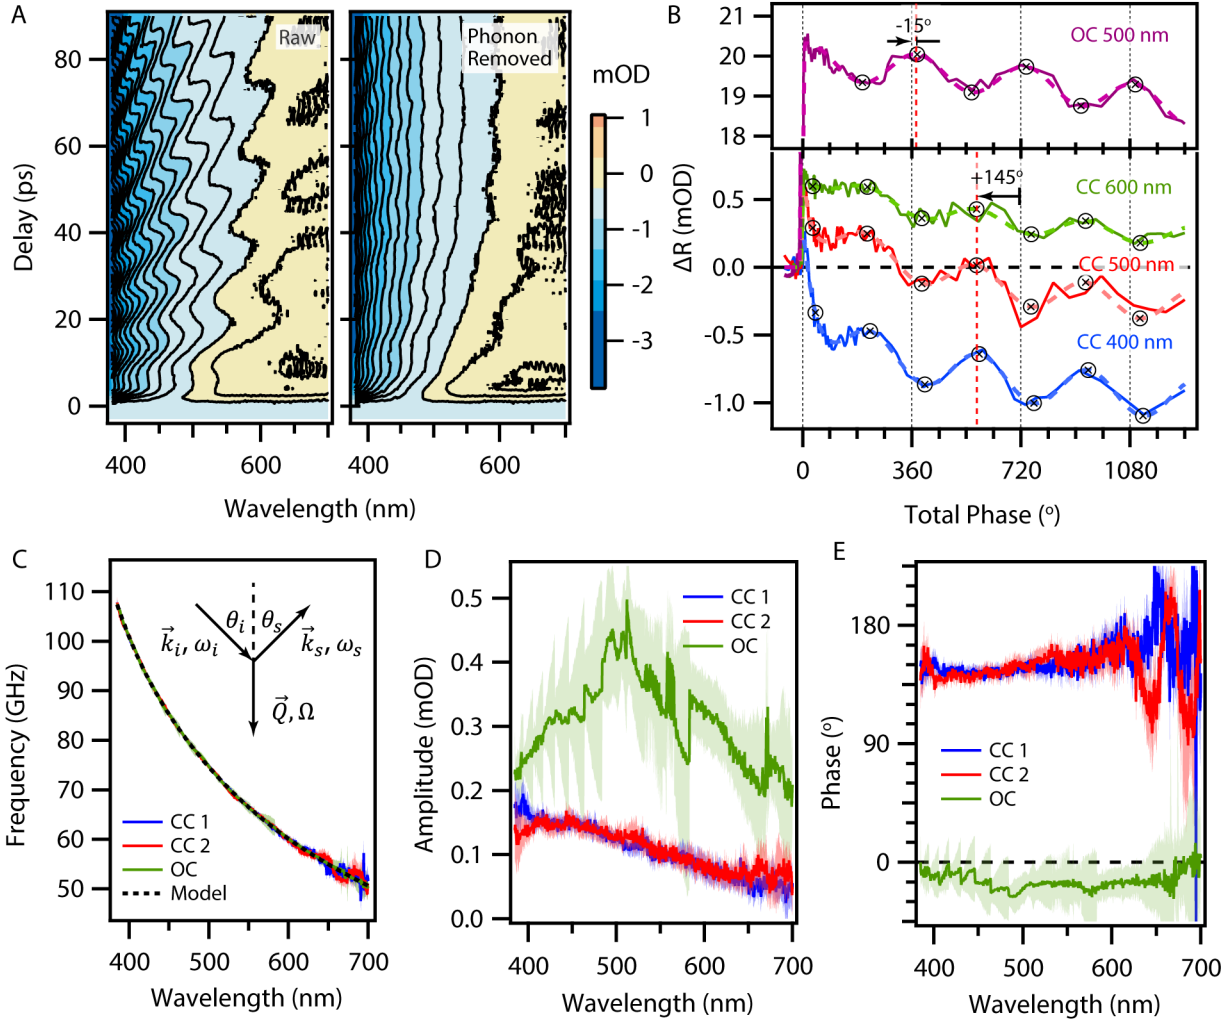 A
Raw
Phonon
Removed
mOD
1
0
-1
-2
-3
80
60
40
20
0
Delay (ps)
400
600
400
600
Wavelength (nm)
B
21
20
19
18
-15°
OC 500 nm
0.5
0.0
-0.5
-1.0
+145°
CC 600 nm
CC 500 nm
CC 400 nm
ΔR (mOD)
0
360
720
1080
Total Phase (°)
C
110
100
90
80
70
60
50
Frequency (GHz)
θi
θs
k⃗i, ωi
k⃗s, ωs
Q⃗, Ω
CC 1
CC 2
OC
Model
400
500
600
700
Wavelength (nm)
D
0.5
0.4
0.3
0.2
0.1
0.0
Amplitude (mOD)
CC 1
CC 2
OC
400
500
600
700
Wavelength (nm)
E
180
90
0
Phase (°)
CC 1
CC 2
OC
400
500
600
700
Wavelength (nm)